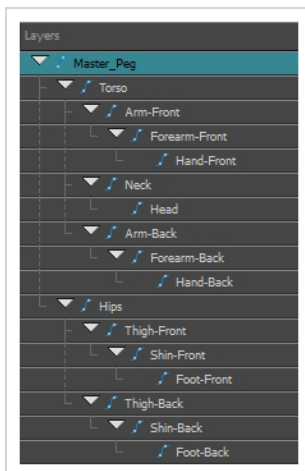 Layers
Master_Peg
Torso
Arm-Front
Forearm-Front
Hand-Front
Neck
Head
Arm-Back
Forearm-Back
Hand-Back
Hips
Thigh-Front
Shin-Front
Foot-Front
Thigh-Back
Shin-Back
Foot-Back